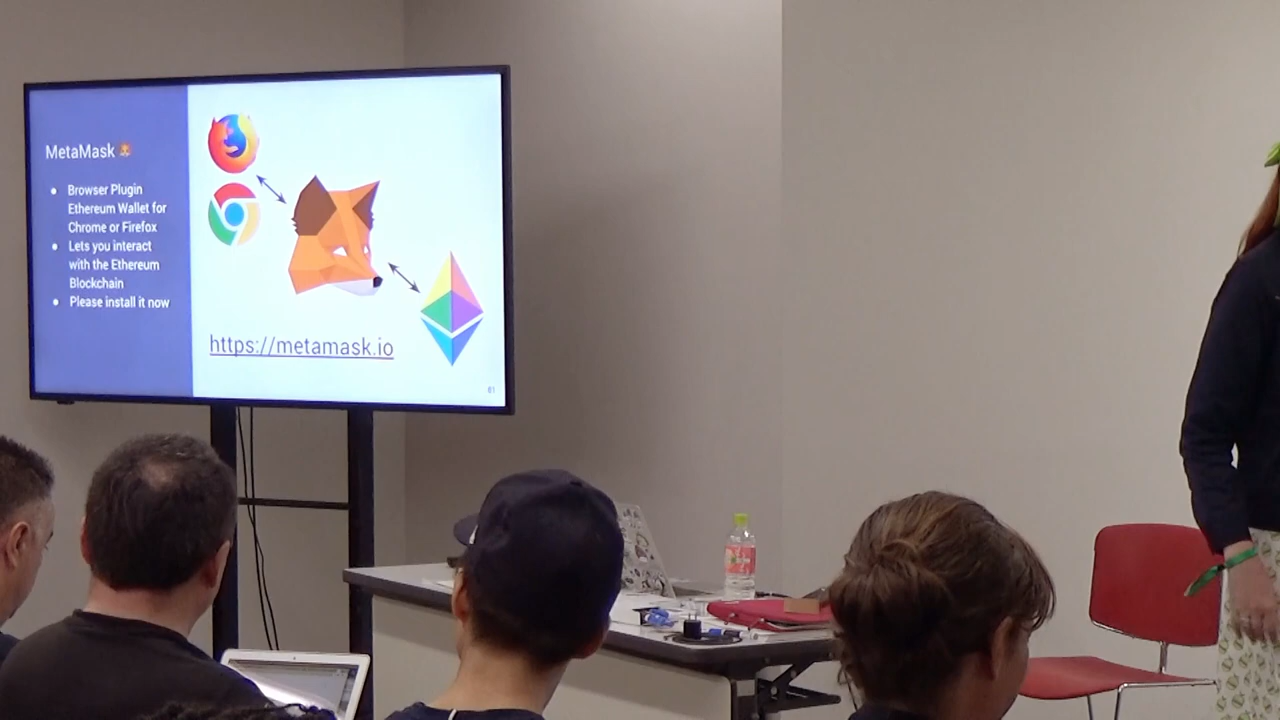 MetaMask
Browser Plugin
Ethereum Wallet for
Chrome or Firefox
Lets you interact
with the Ethereum
Blockchain
Please install it now
https://metamask.io
61